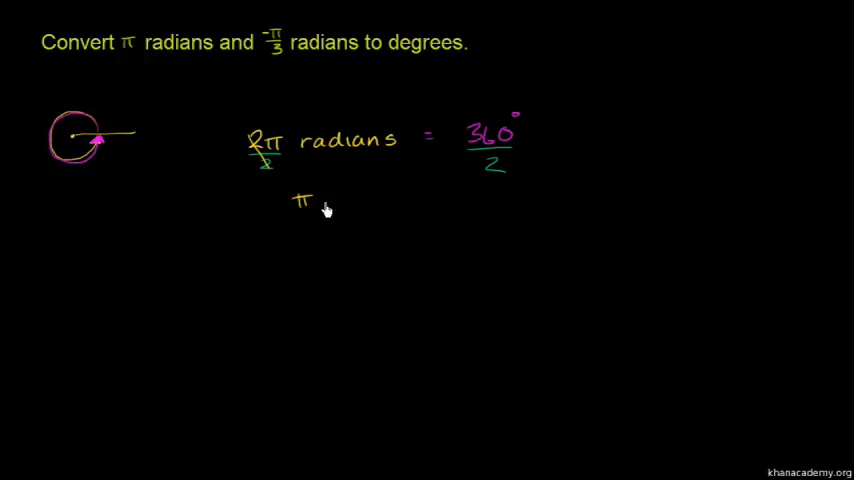 Convert π radians and -π/3 radians to degrees.
2π/2 radians = 360°/2
π
khanacademy.org